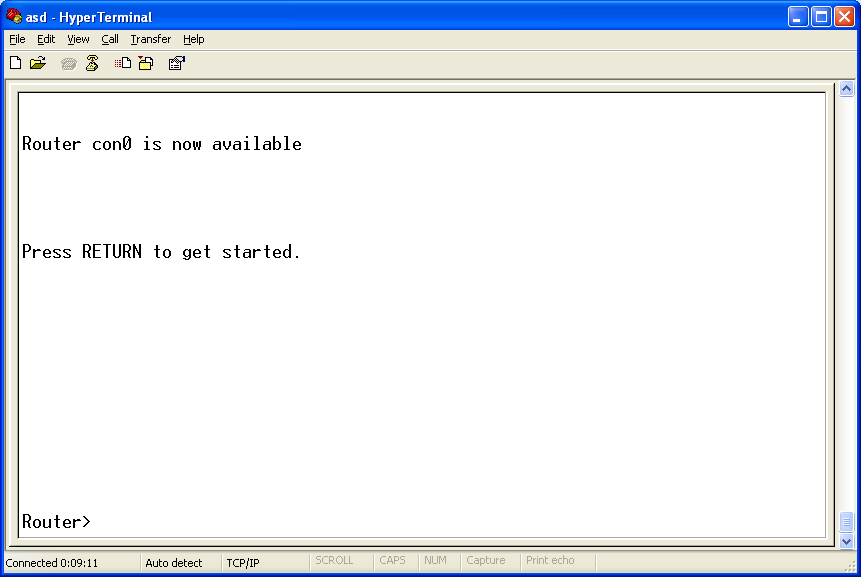 asd - HyperTerminal
File Edit View Call Transfer Help
Router con0 is now available
Press RETURN to get started.
Router>
Connected 0:09:11 Auto detect TCP/IP SCROLL CAPS NUM Capture Print echo